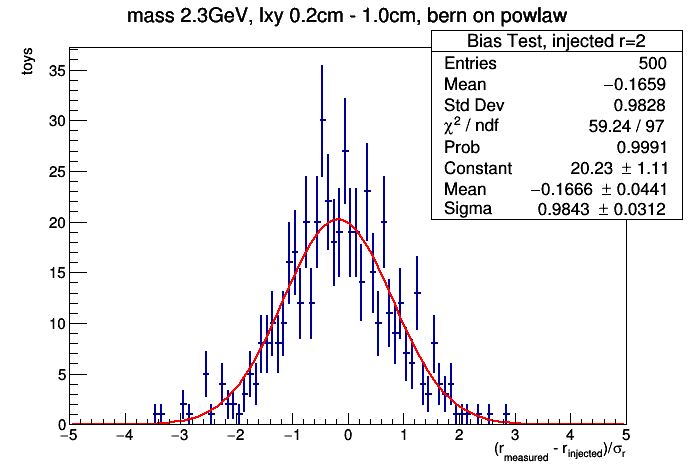 mass 2.3GeV, lxy 0.2cm - 1.0cm, bern on powlaw
toys
Bias Test, injected r=2
Entries 500
Mean −0.1659
Std Dev 0.9828
χ² / ndf 59.24 / 97
Prob 0.9991
Constant 20.23 ± 1.11
Mean −0.1666 ± 0.0441
Sigma 0.9843 ± 0.0312
35
30
25
20
15
10
5
0
−5 −4 −3 −2 −1 0 1 2 3 4 5
(r_measured - r_injected)/σ_r